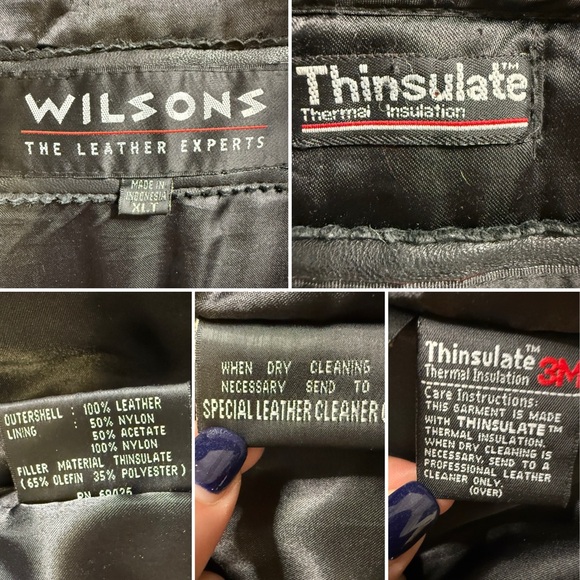 WILSONS
THE LEATHER EXPERTS
MADE IN
INDONESIA
XLT
Thinsulate™
Thermal Insulation
OUTERSHELL : 100% LEATHER
LINING : 50% NYLON
50% ACETATE
100% NYLON
FILLER MATERIAL THINSULATE
(65% OLEFIN 35% POLYESTER)
RN 69025
WHEN DRY CLEANING
NECESSARY SEND TO
SPECIAL LEATHER CLEANER
Thinsulate™
Thermal Insulation
3M
Care Instructions:
THIS GARMENT IS MADE
WITH THINSULATE™
THERMAL INSULATION.
WHEN DRY CLEANING IS
NECESSARY, SEND TO A
PROFESSIONAL LEATHER
CLEANER ONLY.
(OVER)